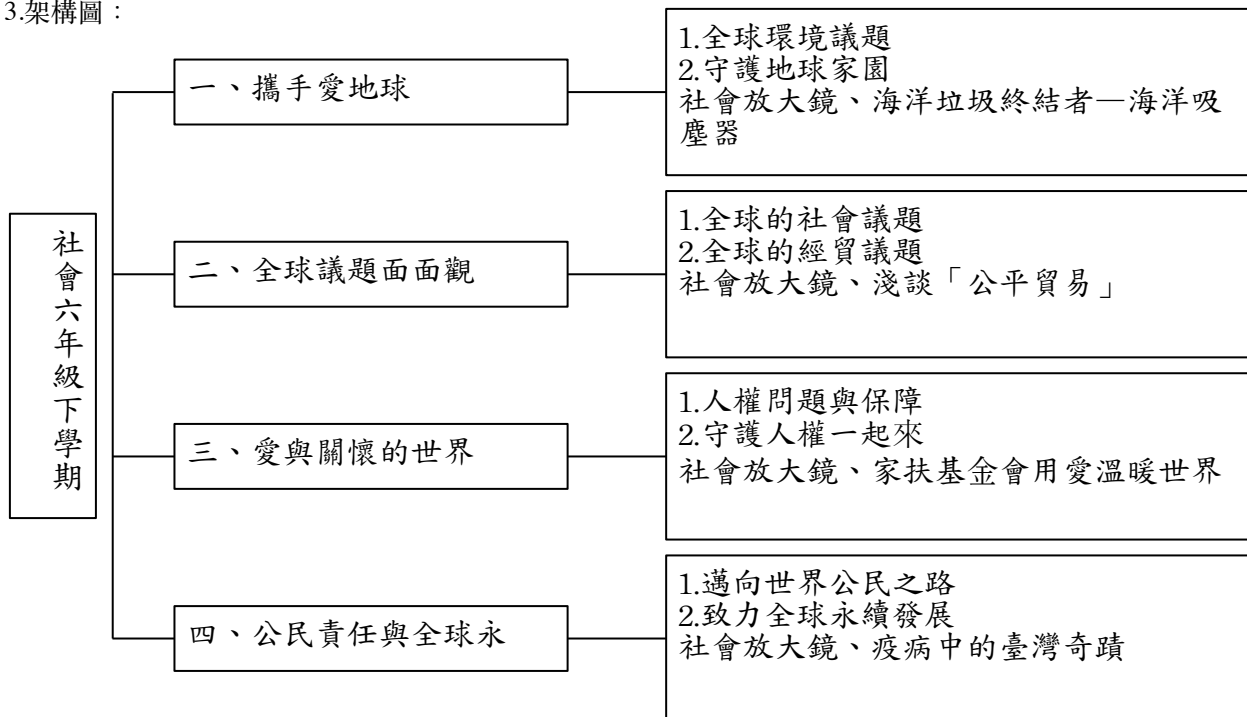 3.架構圖：
社會六年級下學期
一、攜手愛地球
1.全球環境議題
2.守護地球家園
社會放大鏡、海洋垃圾終結者—海洋吸
塵器
二、全球議題面面觀
1.全球的社會議題
2.全球的經貿議題
社會放大鏡、淺談「公平貿易」
三、愛與關懷的世界
1.人權問題與保障
2.守護人權一起來
社會放大鏡、家扶基金會用愛溫暖世界
四、公民責任與全球永
1.邁向世界公民之路
2.致力全球永續發展
社會放大鏡、疫病中的臺灣奇蹟